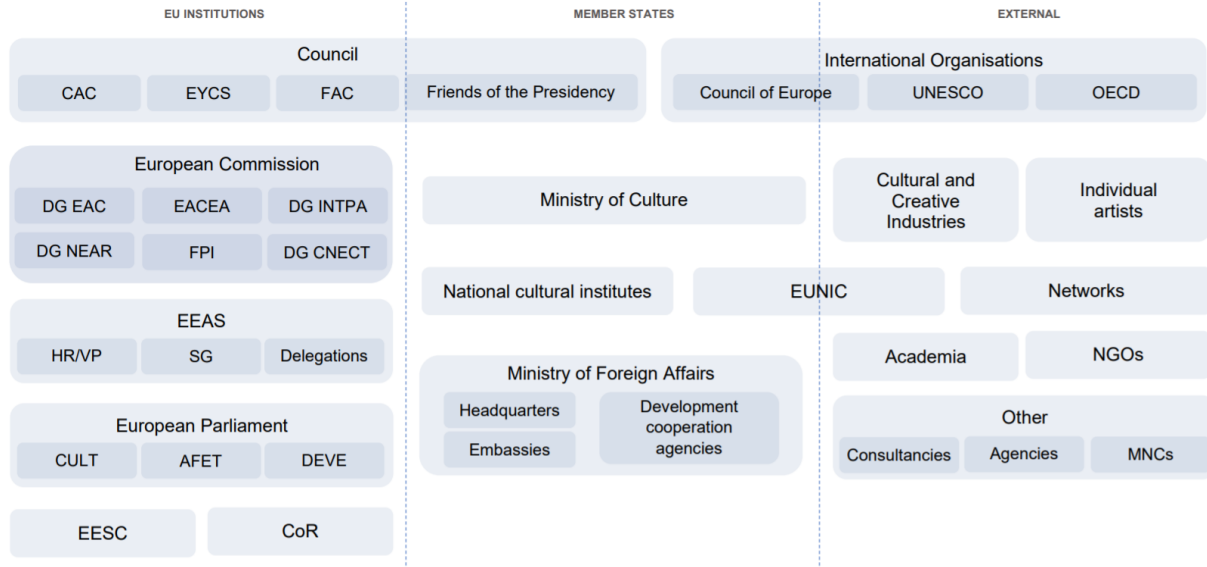 EU INSTITUTIONS
MEMBER STATES
EXTERNAL
Council
CAC
EYCS
FAC
Friends of the Presidency
International Organisations
Council of Europe
UNESCO
OECD
European Commission
DG EAC
EACEA
DG INTPA
DG NEAR
FPI
DG CNECT
Ministry of Culture
Cultural and
Creative
Industries
Individual
artists
National cultural institutes
EUNIC
Networks
EEAS
HR/VP
SG
Delegations
Academia
NGOs
Ministry of Foreign Affairs
Headquarters
Embassies
Development
cooperation
agencies
European Parliament
CULT
AFET
DEVE
Other
Consultancies
Agencies
MNCs
EESC
CoR